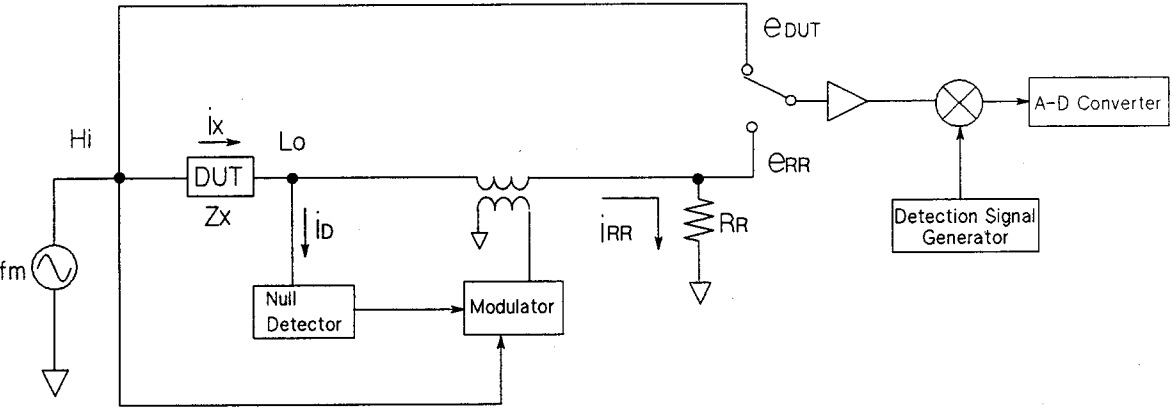 eDUT
A-D Converter
Hi
ix
Lo
DUT
Zx
eRR
iD
iRR
RR
Detection Signal
Generator
fm
Null
Detector
Modulator